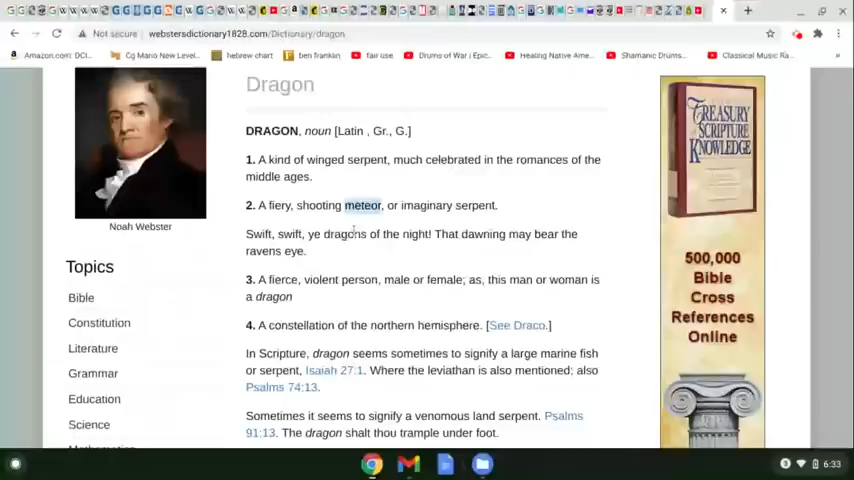 Not secure
webstersdictionary1828.com/Dictionary/dragon
Amazon.com: DCI...
Cg Mario New Level...
hebrew chart
ben franklin
fair use
Drums of War I Epic...
Healing Native Ame...
Shamanic Drums...
Classical Music Ra...
Dragon
DRAGON, noun [Latin , Gr., G.]
1. A kind of winged serpent, much celebrated in the romances of the
middle ages.
2. A fiery, shooting meteor, or imaginary serpent.
Swift, swift, ye dragons of the night! That dawning may bear the
ravens eye.
3. A fierce, violent person, male or female; as, this man or woman is
a dragon
4. A constellation of the northern hemisphere. [See Draco.]
In Scripture, dragon seems sometimes to signify a large marine fish
or serpent, Isaiah 27:1. Where the leviathan is also mentioned; also
Psalms 74:13.
Sometimes it seems to signify a venomous land serpent. Psalms
91:13. The dragon shalt thou trample under foot.
Noah Webster
Topics
Bible
Constitution
Literature
Grammar
Education
Science
Mathematics
TREASURY
of
SCRIPTURE
KNOWLEDGE
500,000
Bible
Cross
References
Online
6:33